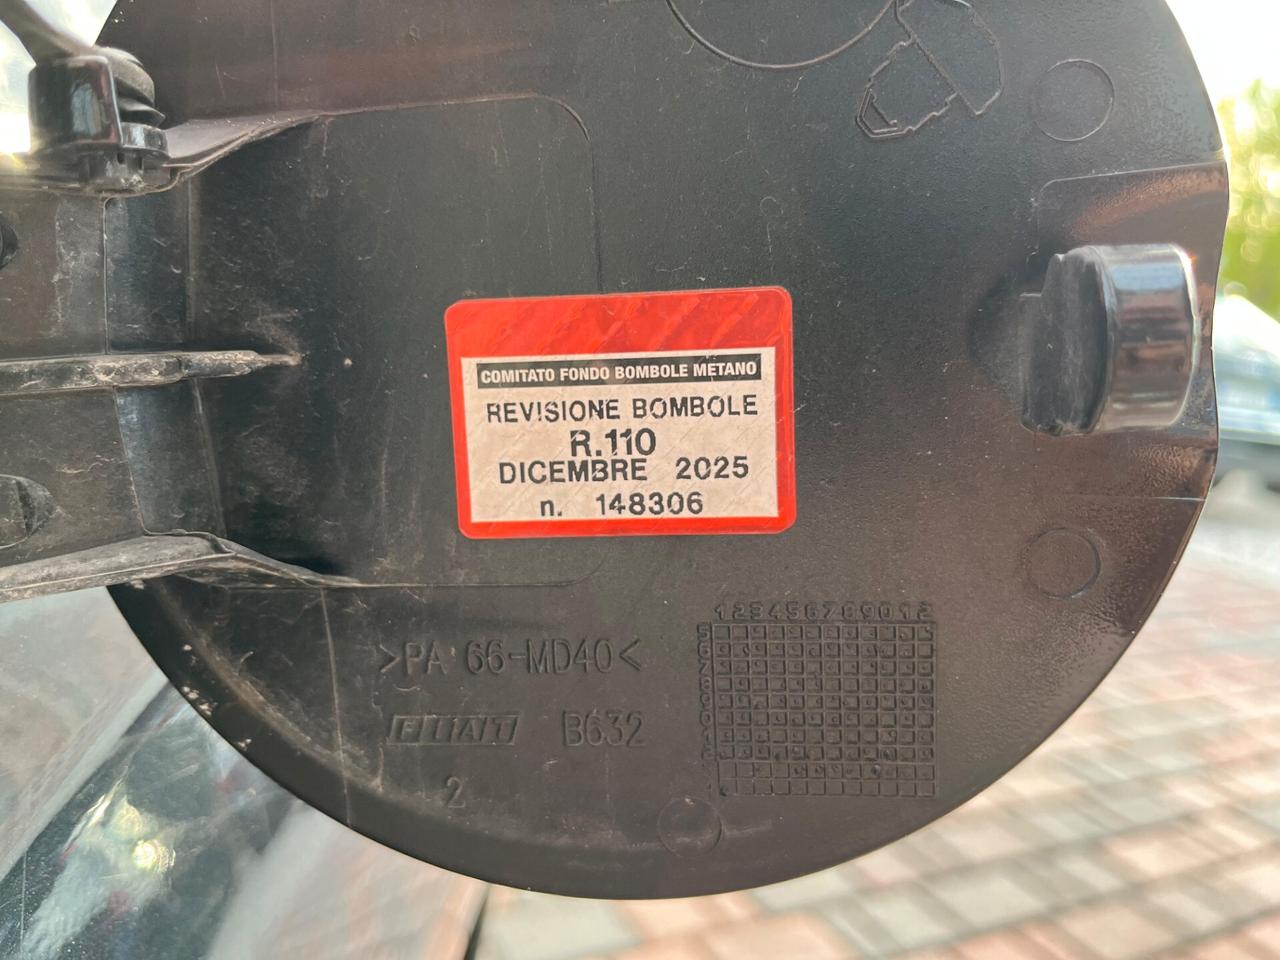 COMITATO FONDO BOMBOLE METANO
REVISIONE BOMBOLE
R.110
DICEMBRE 2025
n. 148306
123456789012
>PA 66-MD40<
FIAT B632
2